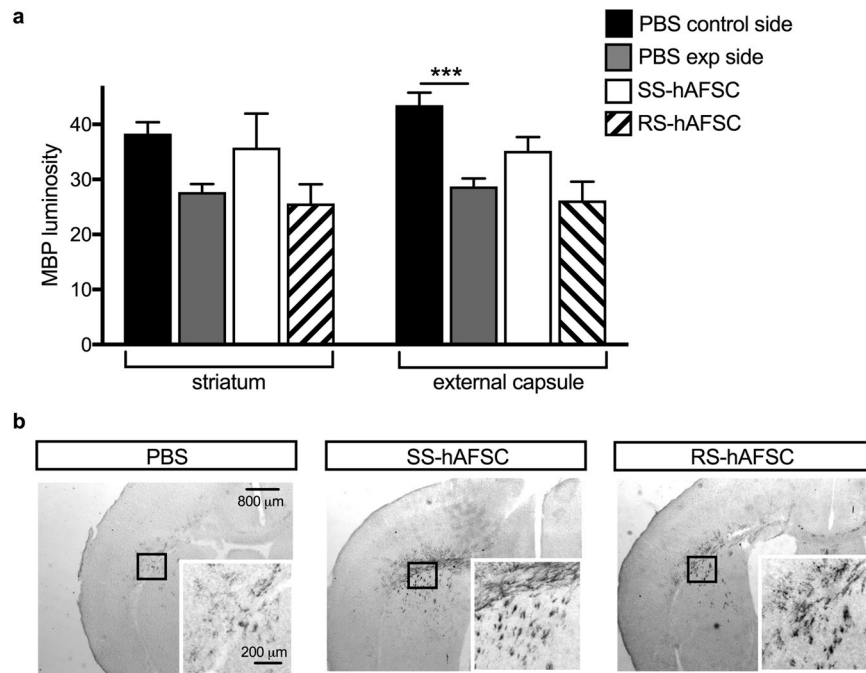 a
PBS control side
PBS exp side
SS-hAFSC
RS-hAFSC
***
MBP luminosity
40
30
20
10
0
striatum
external capsule
b
PBS
SS-hAFSC
RS-hAFSC
800 µm
200 µm